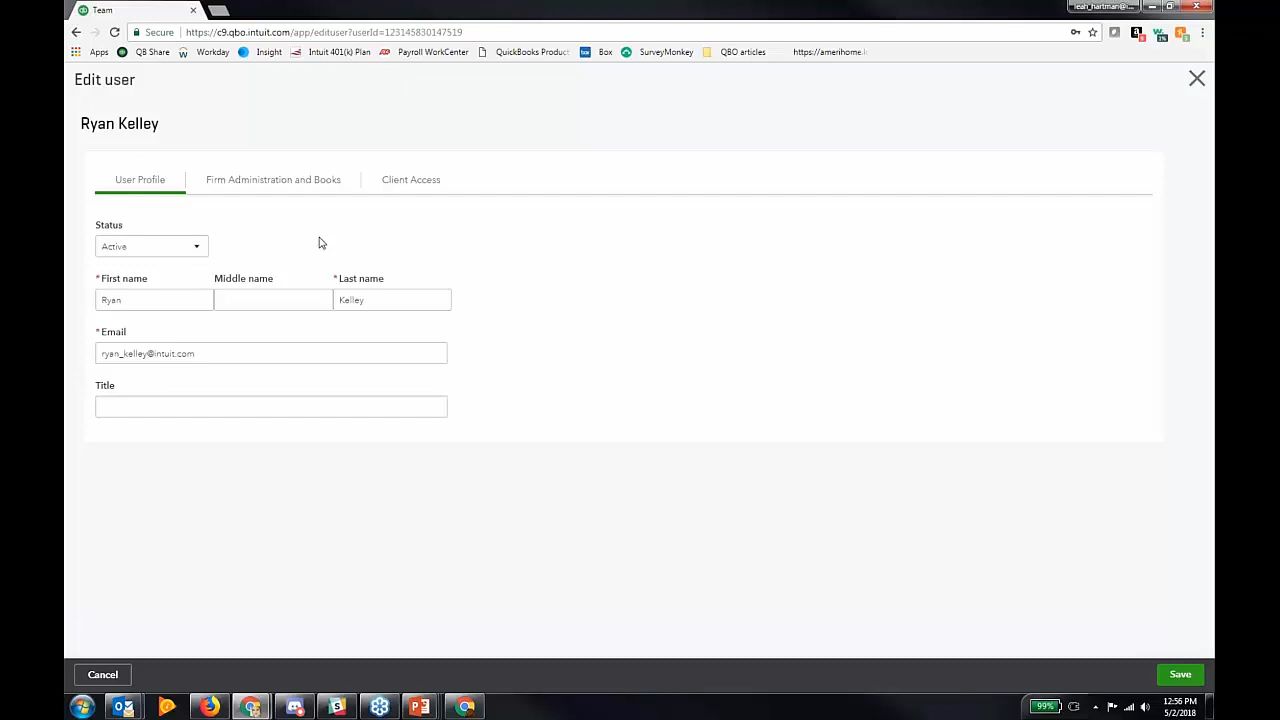 Team
leah_hartman@i...
Secure
https://c9.qbo.intuit.com/app/edituser?userId=123145830147519
Apps QB Share Workday Insight Intuit 401(k) Plan Payroll WorkCenter QuickBooks Product Box SurveyMonkey QBO articles https://amerihome.
Edit user
Ryan Kelley
User Profile Firm Administration and Books Client Access
Status
Active
*First name Middle name *Last name
Ryan Kelley
*Email
ryan_kelley@intuit.com
Title
Cancel Save
99% 12:56 PM
5/2/2018